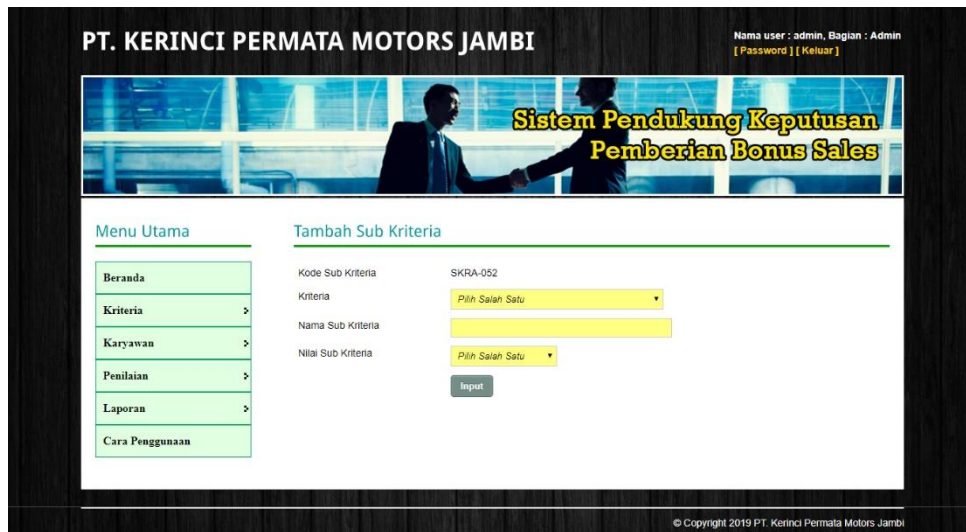 PT. KERINCI PERMATA MOTORS JAMBI
Nama user : admin, Bagian : Admin
[ Password ] [ Keluar ]
Sistem Pendukung Keputusan
Pemberian Bonus Sales
Menu Utama
Beranda
Kriteria
Karyawan
Penilaian
Laporan
Cara Penggunaan
Tambah Sub Kriteria
Kode Sub Kriteria SKRA-052
Kriteria Pilih Salah Satu
Nama Sub Kriteria
Nilai Sub Kriteria Pilih Salah Satu
Input
© Copyright 2019 PT. Kerinci Permata Motors Jambi